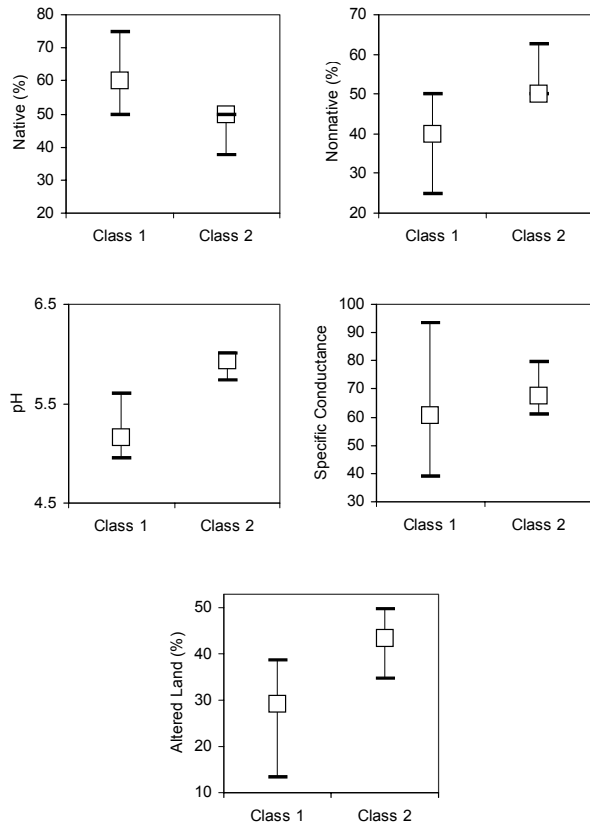 Native (%)
80
70
60
50
40
30
20
Class 1 Class 2
Nonnative (%)
70
60
50
40
30
20
Class 1 Class 2
pH
6.5
5.5
4.5
Class 1 Class 2
Specific Conductance
100
90
80
70
60
50
40
30
Class 1 Class 2
Altered Land (%)
50
40
30
20
10
Class 1 Class 2